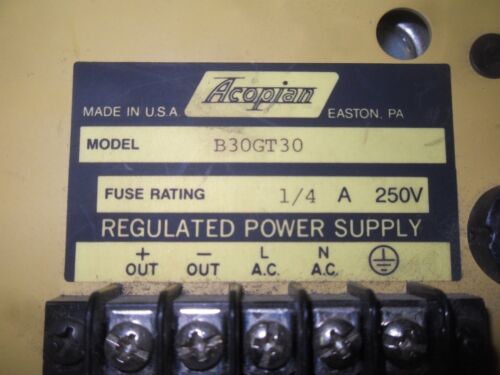 Acopian
MADE IN U.S.A. EASTON, PA
MODEL B30GT30
FUSE RATING 1/4 A 250V
REGULATED POWER SUPPLY
+ − L N
OUT OUT A.C. A.C.